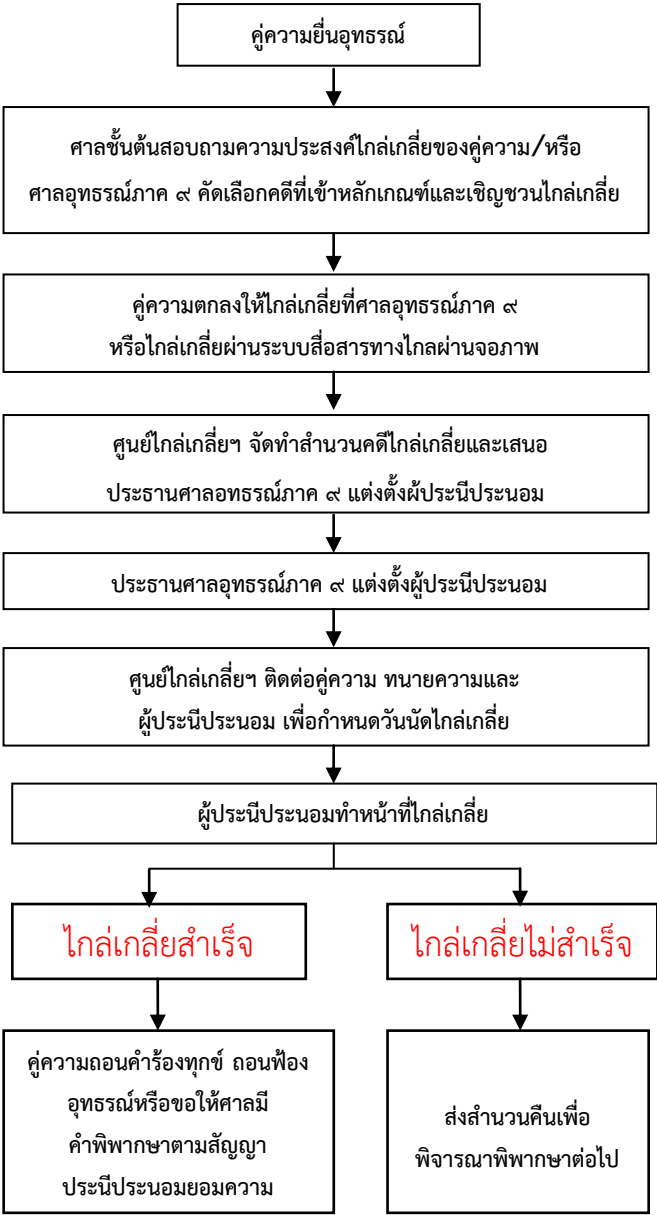 คู่ความยื่นอุทธรณ์
ศาลชั้นต้นสอบถามความประสงค์ไกล่เกลี่ยของคู่ความ/หรือ
ศาลอุทธรณ์ภาค ๙ คัดเลือกคดีที่เข้าหลักเกณฑ์และเชิญชวนไกล่เกลี่ย
คู่ความตกลงให้ไกล่เกลี่ยที่ศาลอุทธรณ์ภาค ๙
หรือไกล่เกลี่ยผ่านระบบสื่อสารทางไกลผ่านจอภาพ
ศูนย์ไกล่เกลี่ยฯ จัดทำสำนวนคดีไกล่เกลี่ยและเสนอ
ประธานศาลอุทธรณ์ภาค ๙ แต่งตั้งผู้ประนีประนอม
ประธานศาลอุทธรณ์ภาค ๙ แต่งตั้งผู้ประนีประนอม
ศูนย์ไกล่เกลี่ยฯ ติดต่อคู่ความ ทนายความและ
ผู้ประนีประนอม เพื่อกำหนดวันนัดไกล่เกลี่ย
ผู้ประนีประนอมทำหน้าที่ไกล่เกลี่ย
ไกล่เกลี่ยสำเร็จ
ไกล่เกลี่ยไม่สำเร็จ
คู่ความถอนคำร้องทุกข์ ถอนฟ้อง
อุทธรณ์หรือขอให้ศาลมี
คำพิพากษาตามสัญญา
ประนีประนอมยอมความ
ส่งสำนวนคืนเพื่อ
พิจารณาพิพากษาต่อไป